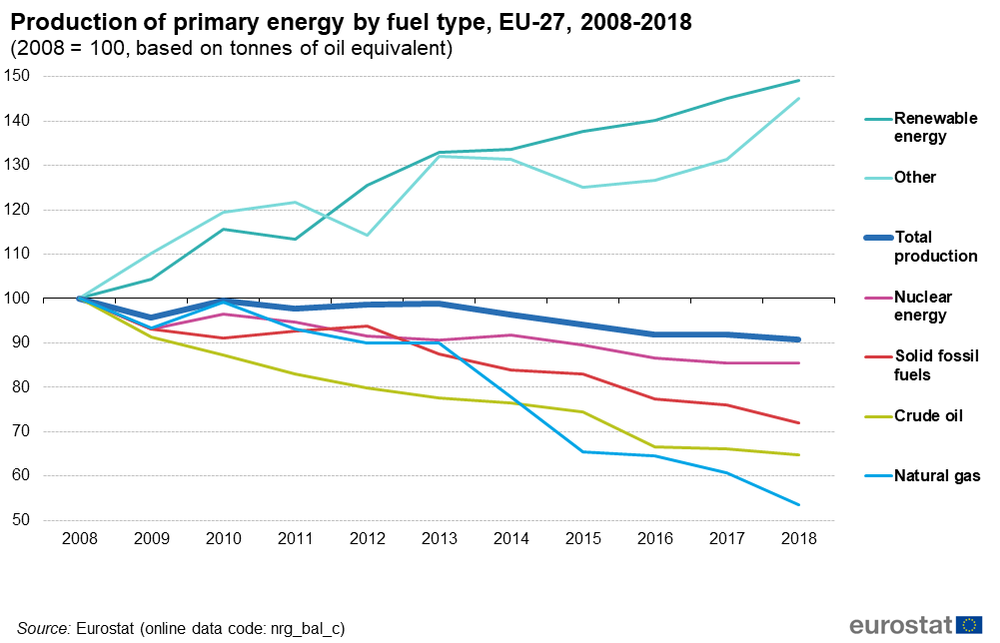 Production of primary energy by fuel type, EU-27, 2008-2018
(2008 = 100, based on tonnes of oil equivalent)
150
140
130
120
110
100
90
80
70
60
50
2008 2009 2010 2011 2012 2013 2014 2015 2016 2017 2018
Renewable
energy
Other
Total
production
Nuclear
energy
Solid fossil
fuels
Crude oil
Natural gas
Source: Eurostat (online data code: nrg_bal_c)
eurostat